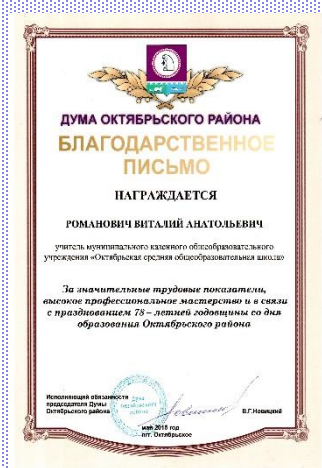 ДУМА ОКТЯБРЬСКОГО РАЙОНА
БЛАГОДАРСТВЕННОЕ
ПИСЬМО
НАГРАЖДАЕТСЯ
РОМАНОВИЧ ВИТАЛИЙ АНАТОЛЬЕВИЧ
учитель муниципального казенного общеобразовательного
учреждения «Октябрьская средняя общеобразовательная школа»
За значительные трудовые показатели,
высокое профессиональное мастерство и в связи
с празднованием 78 – летней годовщины со дня
образования Октябрьского района
Исполняющий обязанности
председателя Думы
Октябрьского района
В.Г.Новицкий
май 2015 год
пгт. Октябрьское